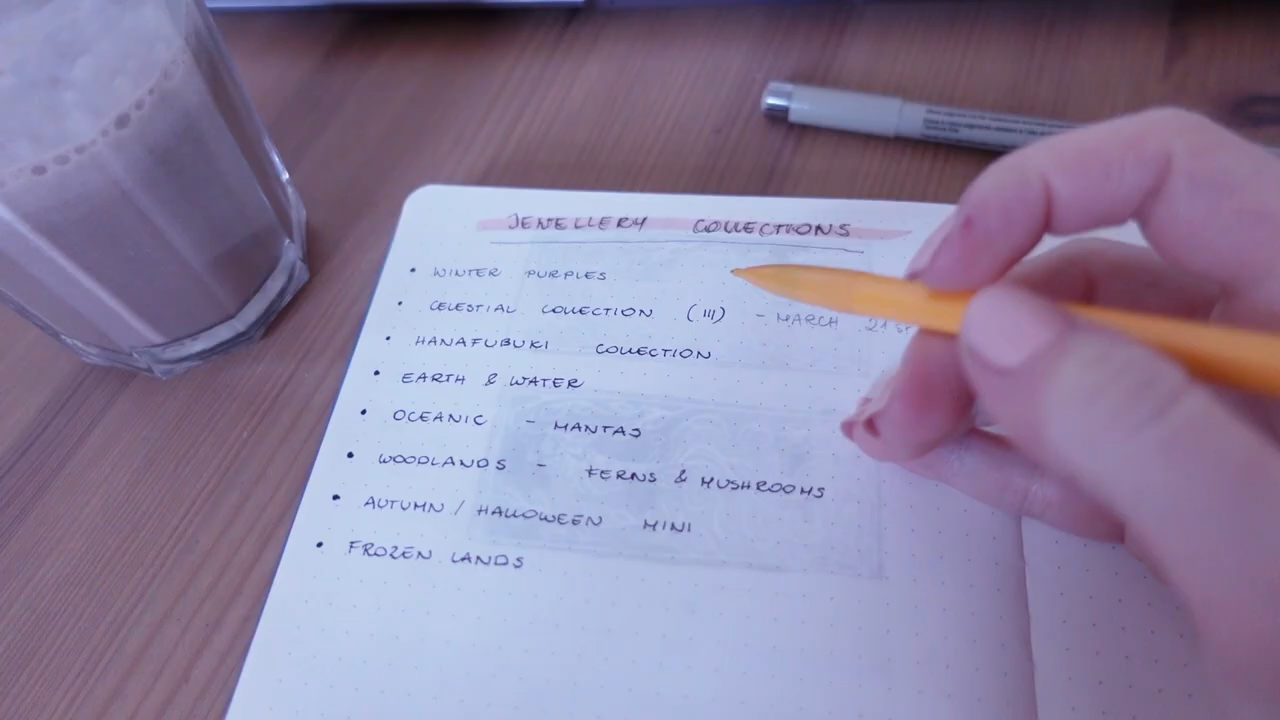 JEWELLERY COLLECTIONS
• WINTER PURPLES
• CELESTIAL COLLECTION (III) - MARCH 21ST
• HANAFUBUKI COLLECTION
• EARTH & WATER
• OCEANIC - MANTAS
• WOODLANDS - FERNS & MUSHROOMS
• AUTUMN / HALLOWEEN MINI
• FROZEN LANDS